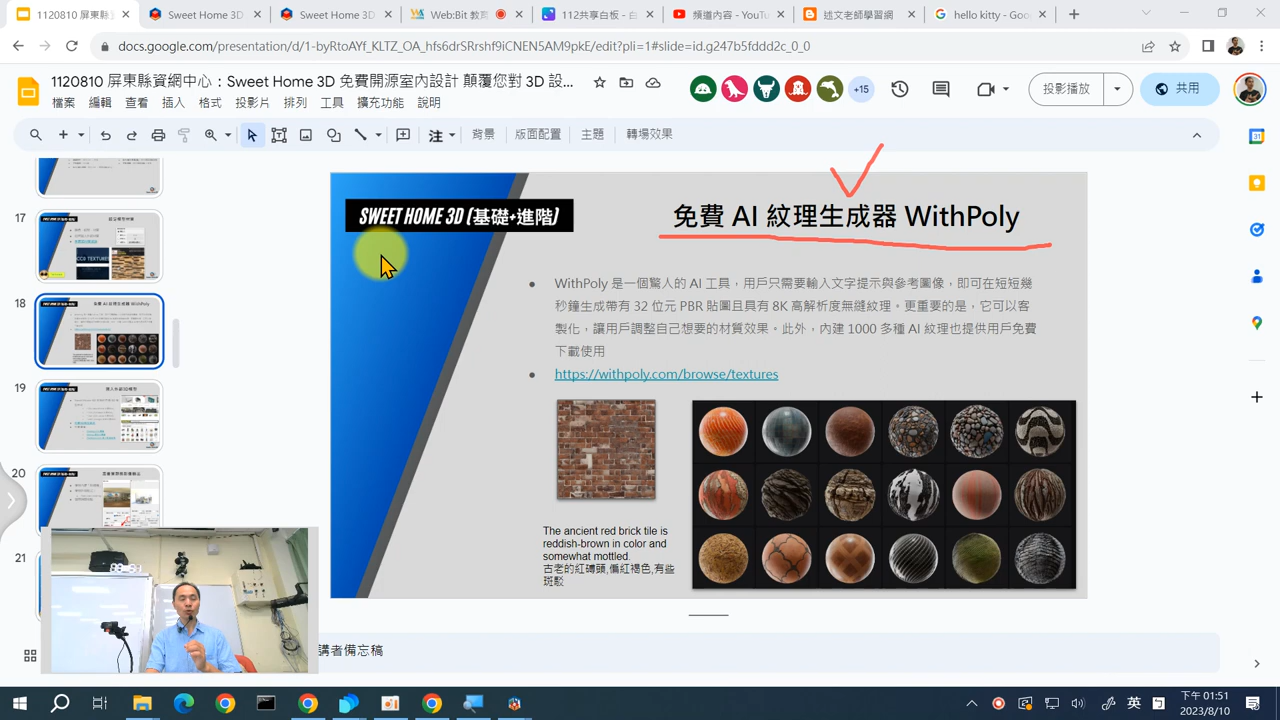 1120810 屏東縣資
Sweet Home 3D
Sweet Home 3D
Web:Bit 教育
112共享白板 - 白
頻道內容 - YouTu
訹文老師學習網
hello kitty - Goo
docs.google.com/presentation/d/1-byRtoAYf_KLTZ_OA_hfs6drSRrshf9iCNEN5AM9pkE/edit?pli=1#slide=id.g247b5fddd2c_0_0
1120810 屏東縣資網中心：Sweet Home 3D 免費開源室內設計 顛覆您對 3D 設...
+15
投影播放
共用
檔案 編輯 查看 插入 格式 投影片 排列 工具 擴充功能 說明
注 背景 版面配置 主題 轉場效果
17
18
19
20
21
SWEET HOME 3D (基礎+進階)
免費 AI 紋理生成器 WithPoly
WithPoly 是一個驚人的 AI 工具，用戶只需要輸入文字提示與參考圖像，即可在短短幾
秒鐘生成帶有 32 位元 PBR 貼圖且具有 8K 解析度無縫紋理。更重要的是，它可以客
製化，讓用戶調整自己想要的材質效果，此外，內建 1000 多種 AI 紋理也提供用戶免費
下載使用
https://withpoly.com/browse/textures
The ancient red brick tile is
reddish-brown in color and
somewhat mottled.
古老的紅磚頭,偏紅褐色,有些
斑駁
講者備忘稿
英
下午 01:51
2023/8/10